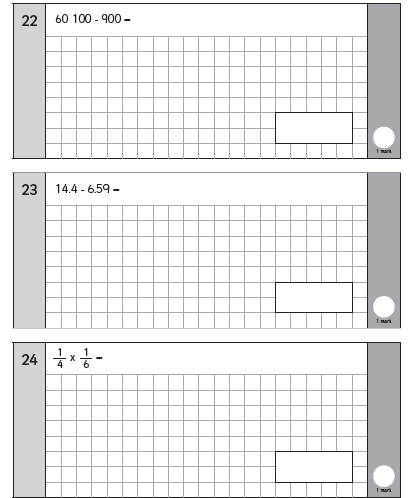 22
60 100 - 900 =
1 mark
23
14.4 - 6.59 =
1 mark
24
1/4 x 1/6 =
1 mark